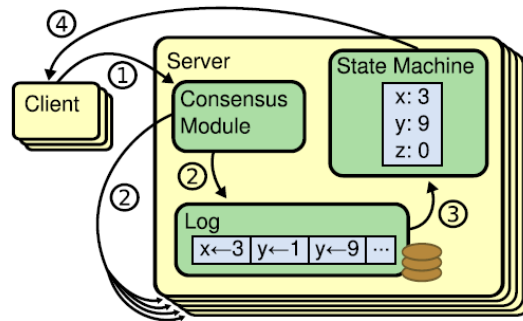 ④
①
Server
State Machine
Client
Consensus
Module
x: 3
y: 9
z: 0
②
②
③
Log
x←3 y←1 y←9 ...